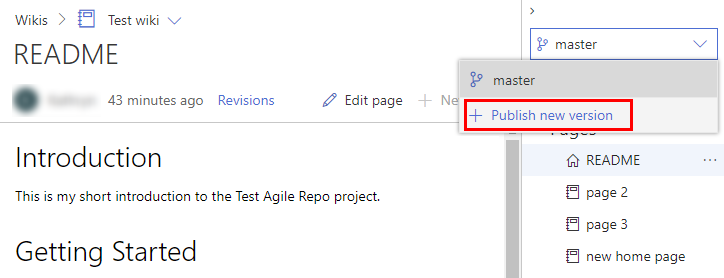 Wikis > Test wiki
README
43 minutes ago Revisions Edit page + Ne
Introduction
This is my short introduction to the Test Agile Repo project.
Getting Started
>
master
master
+ Publish new version
Pages
README ...
page 2
page 3
new home page